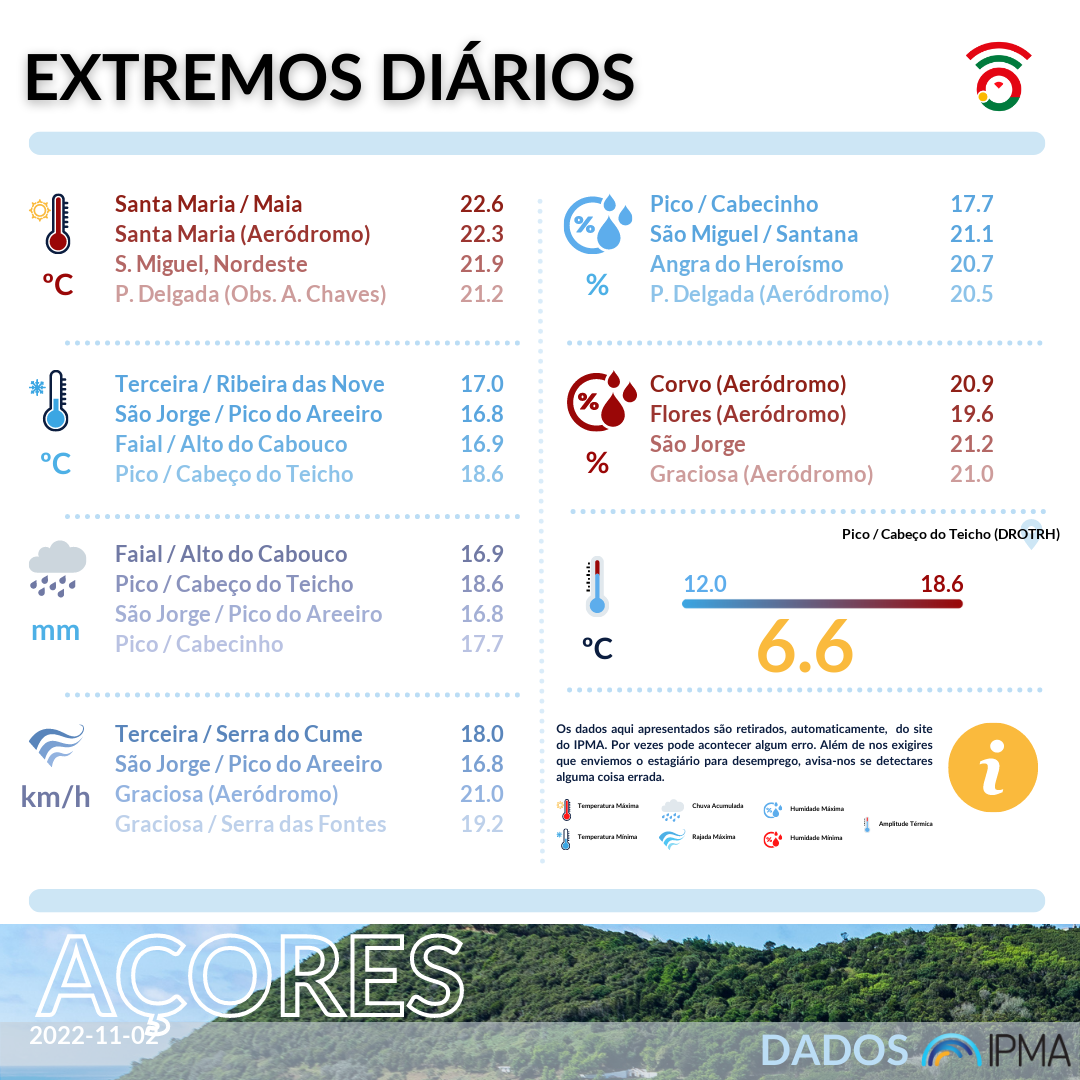 EXTREMOS DIÁRIOS
Santa Maria / Maia 22.6
Santa Maria (Aeródromo) 22.3
S. Miguel, Nordeste 21.9
P. Delgada (Obs. A. Chaves) 21.2
ºC
Terceira / Ribeira das Nove 17.0
São Jorge / Pico do Areeiro 16.8
Faial / Alto do Cabouco 16.9
Pico / Cabeço do Teicho 18.6
ºC
Faial / Alto do Cabouco 16.9
Pico / Cabeço do Teicho 18.6
São Jorge / Pico do Areeiro 16.8
Pico / Cabecinho 17.7
mm
Terceira / Serra do Cume 18.0
São Jorge / Pico do Areeiro 16.8
Graciosa (Aeródromo) 21.0
Graciosa / Serra das Fontes 19.2
km/h
%
Pico / Cabecinho 17.7
São Miguel / Santana 21.1
Angra do Heroísmo 20.7
P. Delgada (Aeródromo) 20.5
%
%
Corvo (Aeródromo) 20.9
Flores (Aeródromo) 19.6
São Jorge 21.2
Graciosa (Aeródromo) 21.0
%
Pico / Cabeço do Teicho (DROTRH)
12.0 18.6
6.6
ºC
Os dados aqui apresentados são retirados, automaticamente, do site
do IPMA. Por vezes pode acontecer algum erro. Além de nos exigires
que enviemos o estagiário para desemprego, avisa-nos se detectares
alguma coisa errada.
i
Temperatura Máxima
Chuva Acumulada
Humidade Máxima
Amplitude Térmica
Temperatura Mínima
Rajada Máxima
Humidade Mínima
AÇORES
2022-11-02
DADOS IPMA